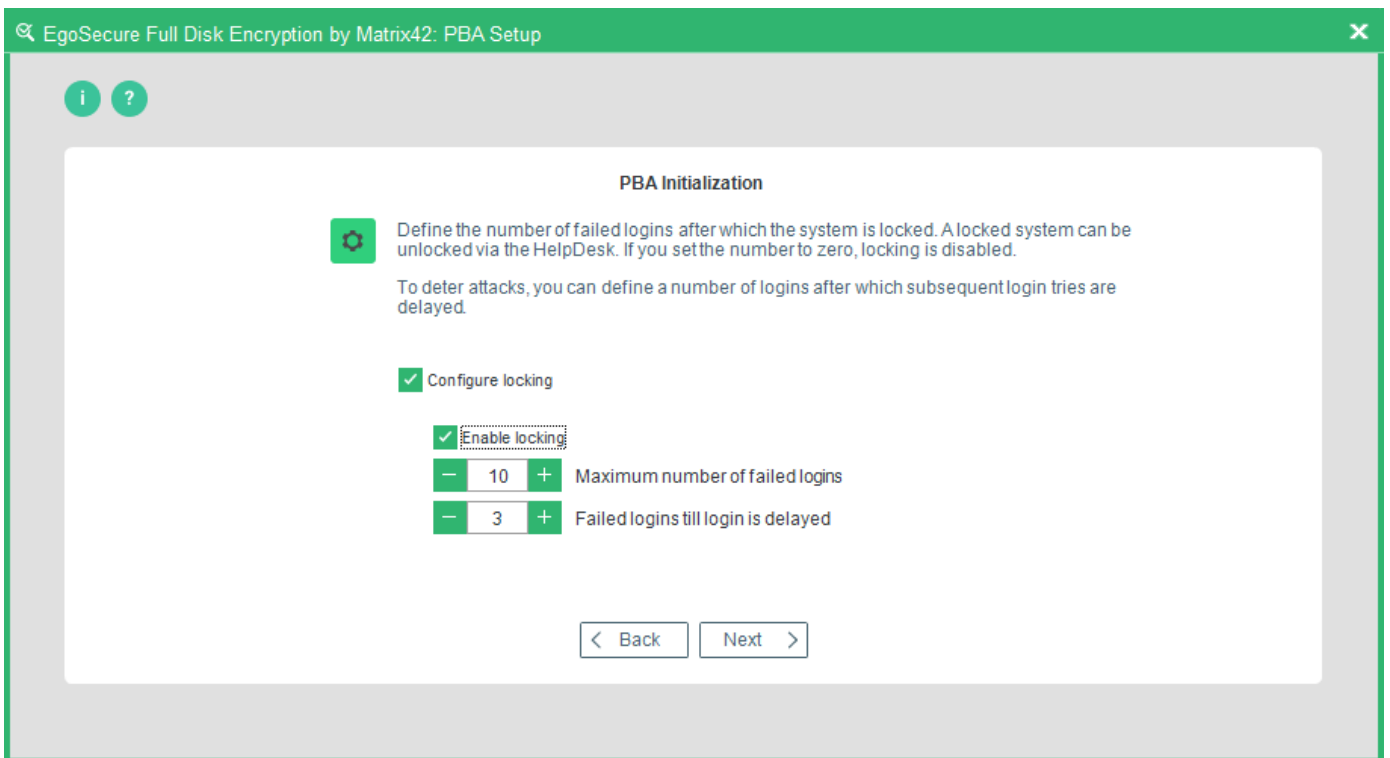 EgoSecure Full Disk Encryption by Matrix42: PBA Setup
i ?
PBA Initialization
Define the number of failed logins after which the system is locked. A locked system can be
unlocked via the HelpDesk. If you set the number to zero, locking is disabled.
To deter attacks, you can define a number of logins after which subsequent login tries are
delayed.
Configure locking
Enable locking
10 Maximum number of failed logins
3 Failed logins till login is delayed
Back Next